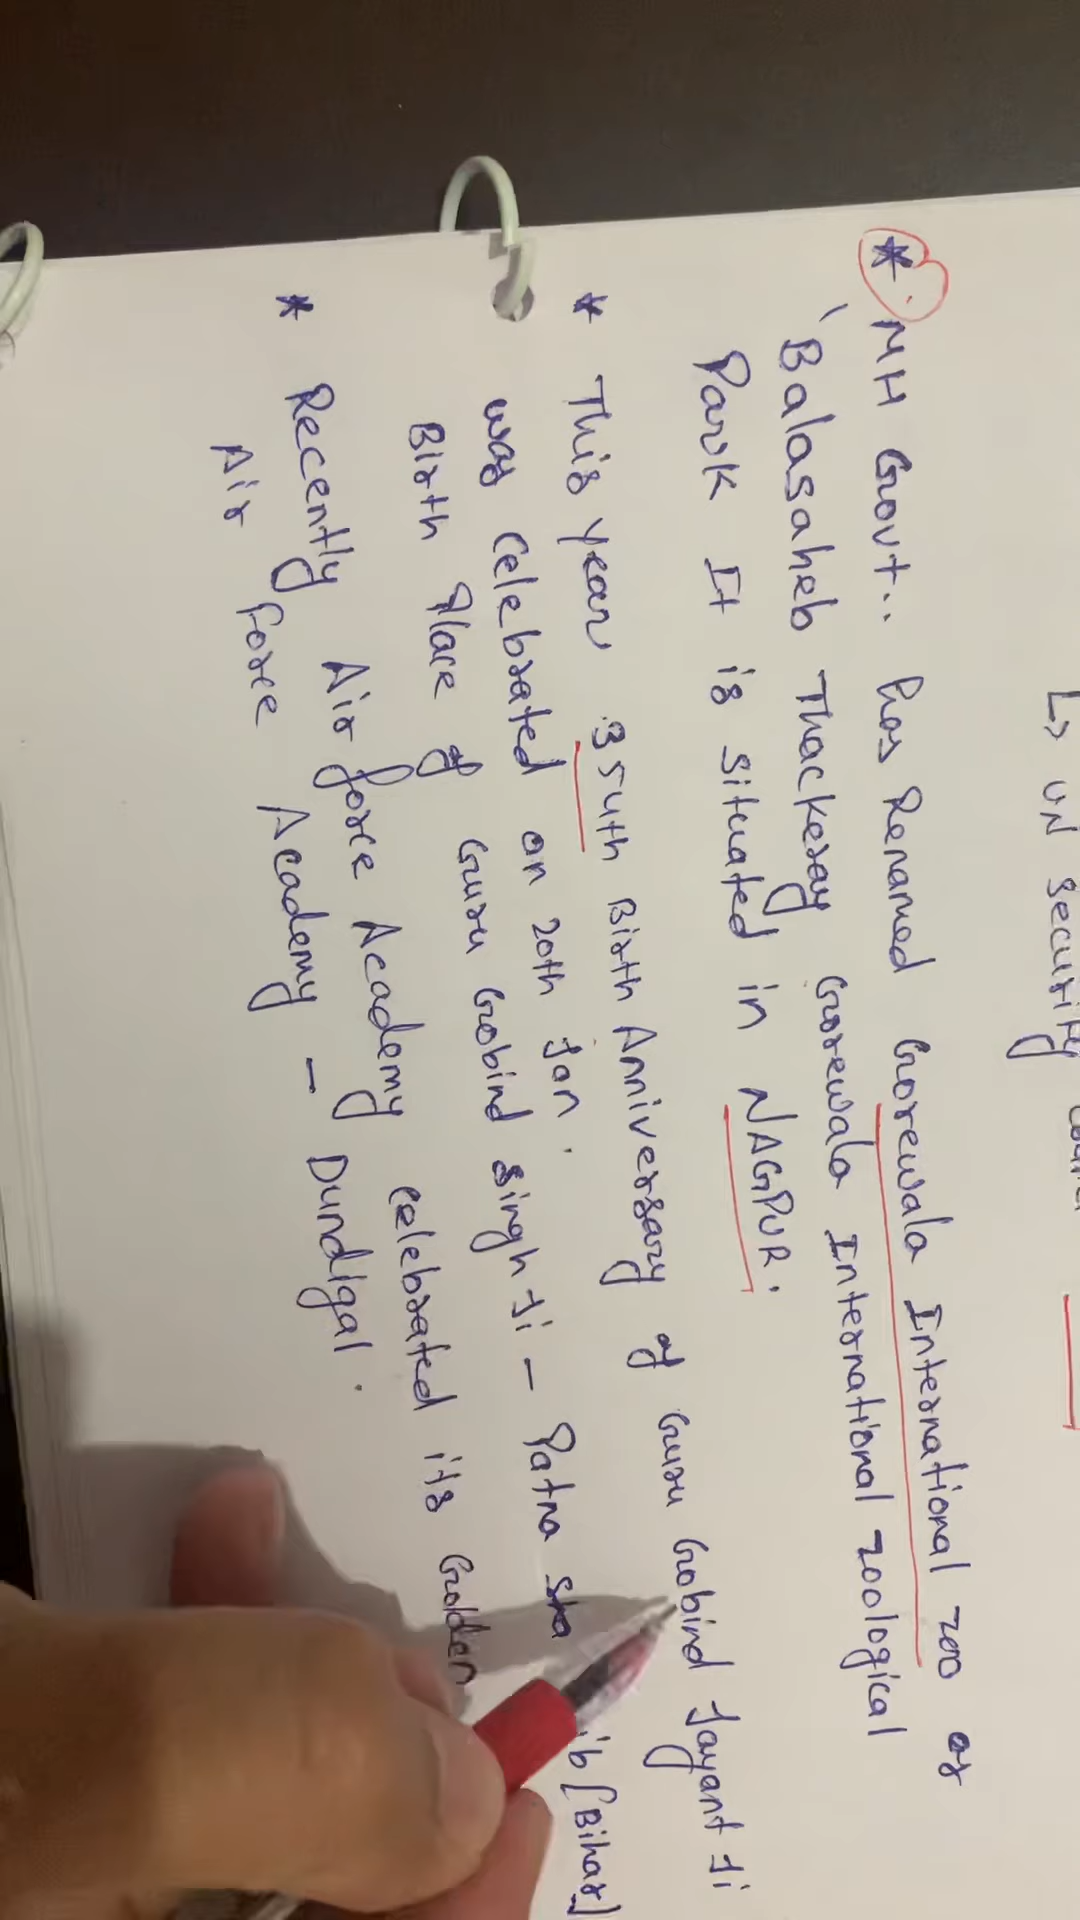 ↳ UN Security
* MH Govt.. has Renamed Gorewala International zoo as
'Balasaheb Thackeray Gorewala International zoological
Park It is situated in NAGPUR.
* This year 354th Birth Anniversary of Guru Gobind Jayant Ji
was celebrated on 20th Jan.
Birth Place of Guru Gobind Singh Ji - Patna ib [Bihar]
* Recently Air force Academy celebrated its Golden
Air Force Academy - Dundigal.